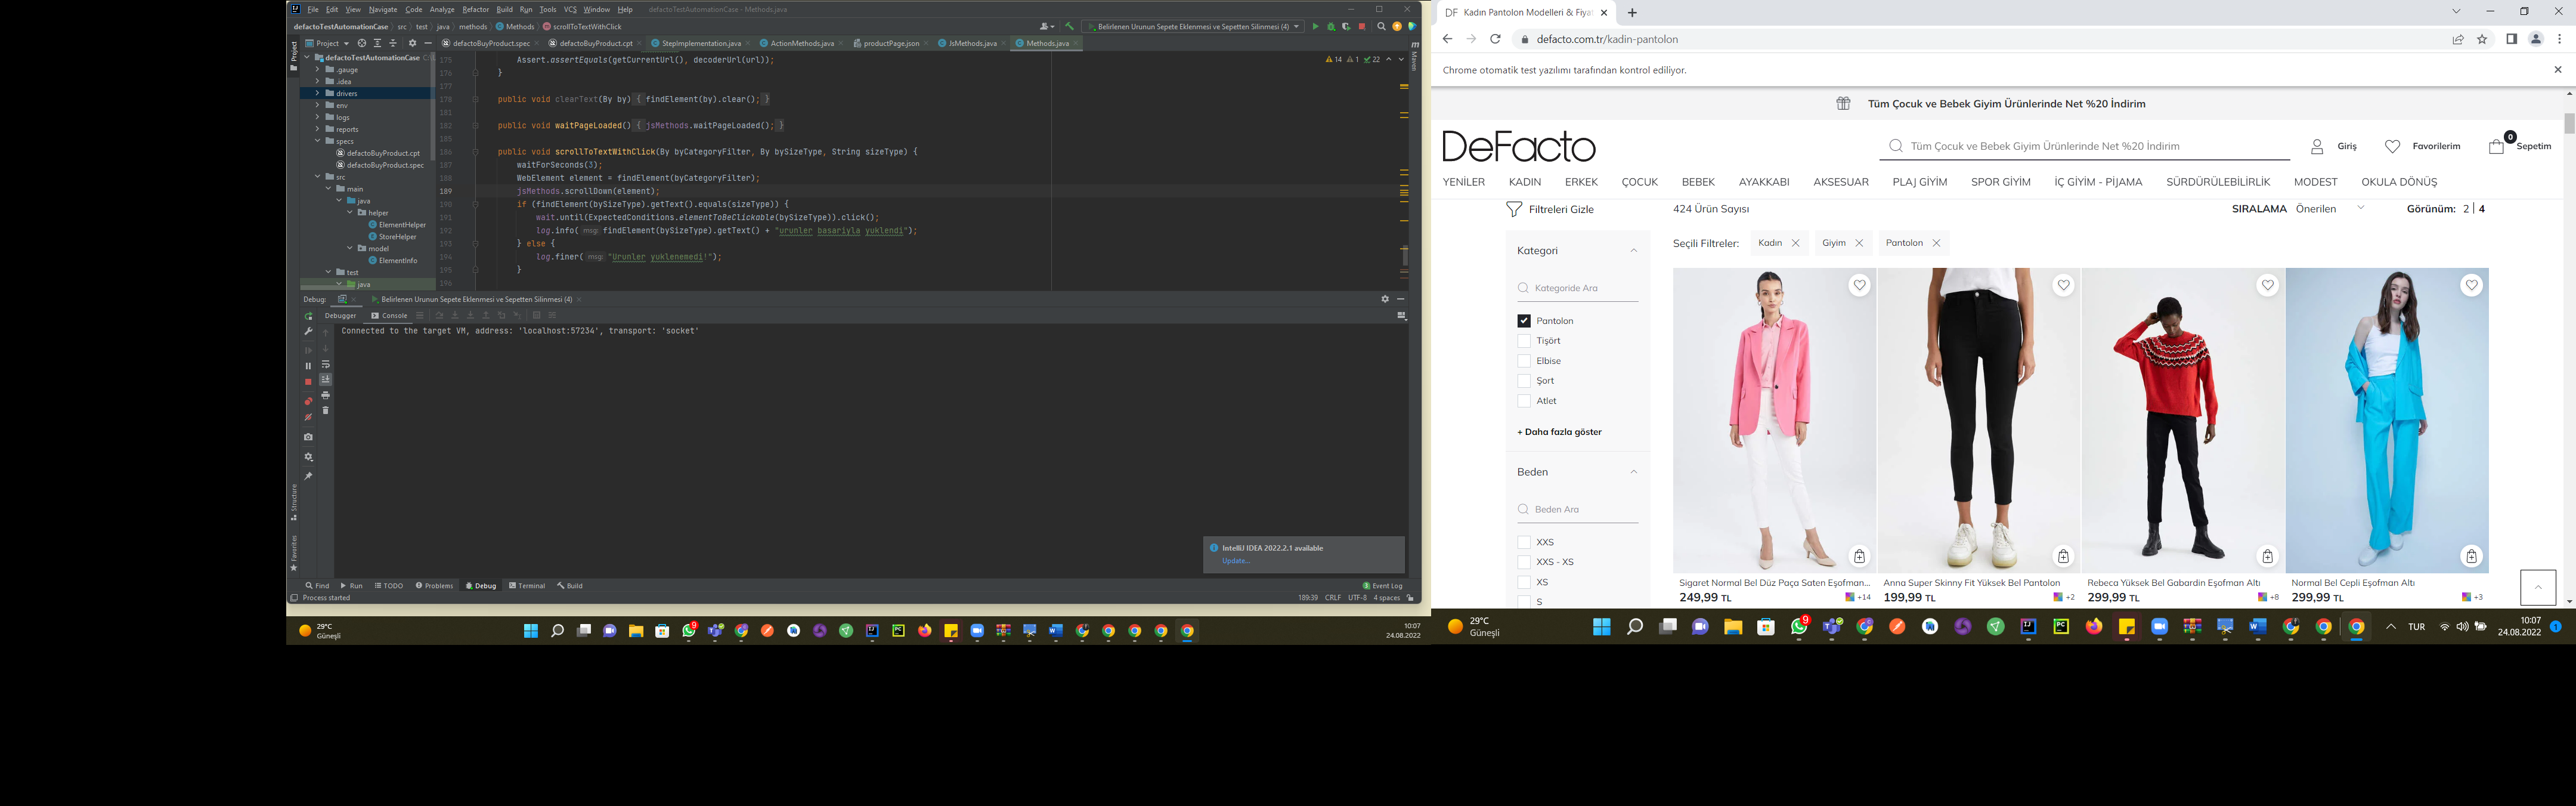 File Edit View Navigate Code Analyze Refactor Build Run Tools VCS Window Help defactoTestAutomationCase - Methods.java
defactoTestAutomationCase src test java methods Methods scrollToTextWithClick
Belirlenen Urunun Sepete Eklenmesi ve Sepetten Silinmesi (4)
Project
defactoBuyProduct.spec defactoBuyProduct.cpt StepImplementation.java ActionMethods.java productPage.json JsMethods.java Methods.java
Project
Maven
defactoTestAutomationCase
.gauge
.idea
drivers
env
logs
reports
specs
defactoBuyProduct.cpt
defactoBuyProduct.spec
src
main
java
helper
ElementHelper
StoreHelper
model
ElementInfo
test
java
14 1 22
175 Assert.assertEquals(getCurrentUrl(), decoderUrl(url));
176 }
177
178 public void clearText(By by) { findElement(by).clear(); }
181
182 public void waitPageLoaded() { jsMethods.waitPageLoaded(); }
185
186 public void scrollToTextWithClick(By byCategoryFilter, By bySizeType, String sizeType) {
187 waitForSeconds(3);
188 WebElement element = findElement(byCategoryFilter);
189 jsMethods.scrollDown(element);
190 if (findElement(bySizeType).getText().equals(sizeType)) {
191 wait.until(ExpectedConditions.elementToBeClickable(bySizeType)).click();
192 log.info( msg: findElement(bySizeType).getText() + "urunler basariyla yuklendi");
193 } else {
194 log.finer( msg: "Urunler yuklenemedi!");
195 }
196
Debug: Belirlenen Urunun Sepete Eklenmesi ve Sepetten Silinmesi (4)
Debugger Console
Connected to the target VM, address: 'localhost:57234', transport: 'socket'
Structure
Favorites
IntelliJ IDEA 2022.2.1 available
Update...
Find Run TODO Problems Debug Terminal Build Event Log
Process started 189:39 CRLF UTF-8 4 spaces
29°C
Güneşli
9
10:07
24.08.2022
DF Kadın Pantolon Modelleri & Fiya
defacto.com.tr/kadin-pantolon
Chrome otomatik test yazılımı tarafından kontrol ediliyor.
Tüm Çocuk ve Bebek Giyim Ürünlerinde Net %20 İndirim
DeFacto
Tüm Çocuk ve Bebek Giyim Ürünlerinde Net %20 İndirim
Giriş Favorilerim 0 Sepetim
YENİLER KADIN ERKEK ÇOCUK BEBEK AYAKKABI AKSESUAR PLAJ GİYİM SPOR GİYİM İÇ GİYİM - PİJAMA SÜRDÜRÜLEBİLİRLİK MODEST OKULA DÖNÜŞ
Filtreleri Gizle 424 Ürün Sayısı SIRALAMA Önerilen Görünüm: 2 | 4
Seçili Filtreler: Kadın Giyim Pantolon
Kategori
Kategoride Ara
Pantolon
Tişört
Elbise
Şort
Atlet
+ Daha fazla göster
Beden
Beden Ara
XXS
XXS - XS
XS
S
Sigaret Normal Bel Düz Paça Saten Eşofman...
249,99 TL +14
Anna Super Skinny Fit Yüksek Bel Pantolon
199,99 TL +2
Rebeca Yüksek Bel Gabardin Eşofman Altı
299,99 TL +8
Normal Bel Cepli Eşofman Altı
299,99 TL +3
29°C
Güneşli
9
TUR
10:07
24.08.2022
1